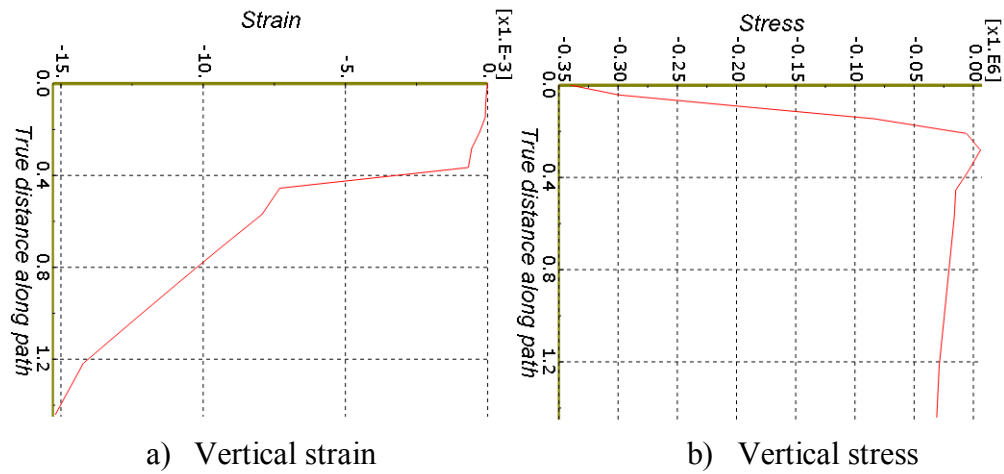 Strain
[x1.E-3]
-15 -10 -5 0
0.0
0.4
0.8
1.2
True distance along path
a) Vertical strain
Stress
[x1.E6]
-0.35 -0.30 -0.25 -0.20 -0.15 -0.10 -0.05 0.00
0.0
0.4
0.8
1.2
True distance along path
b) Vertical stress